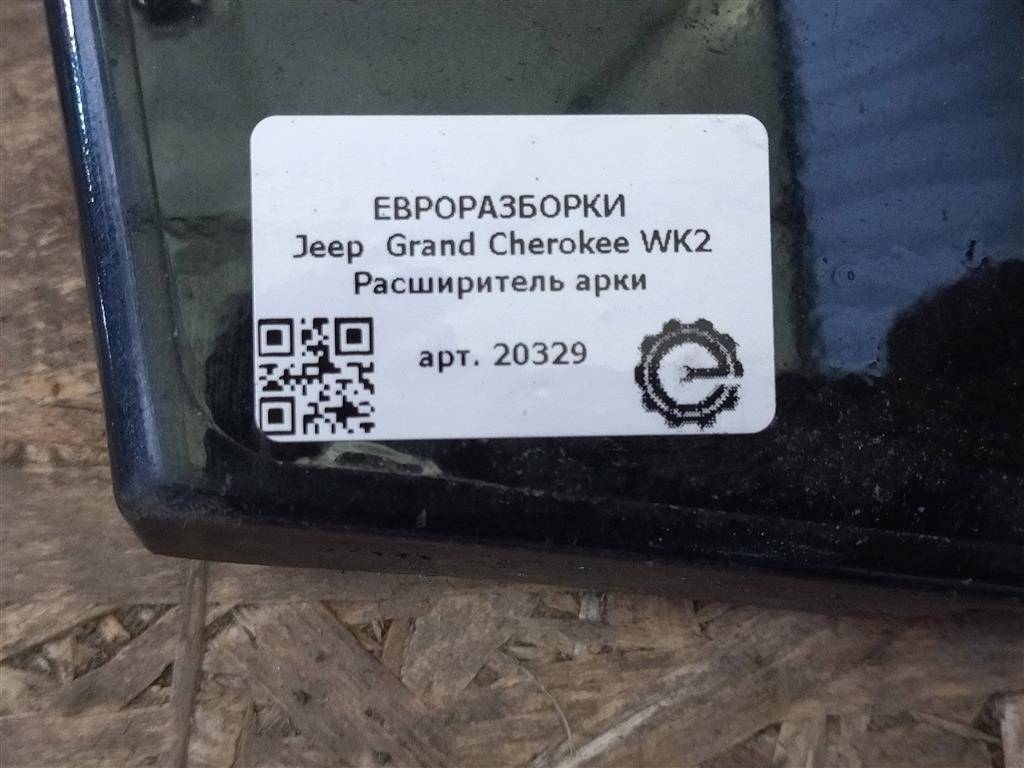 ЕВРОРАЗБОРКИ
Jeep Grand Cherokee WK2
Расширитель арки
арт. 20329